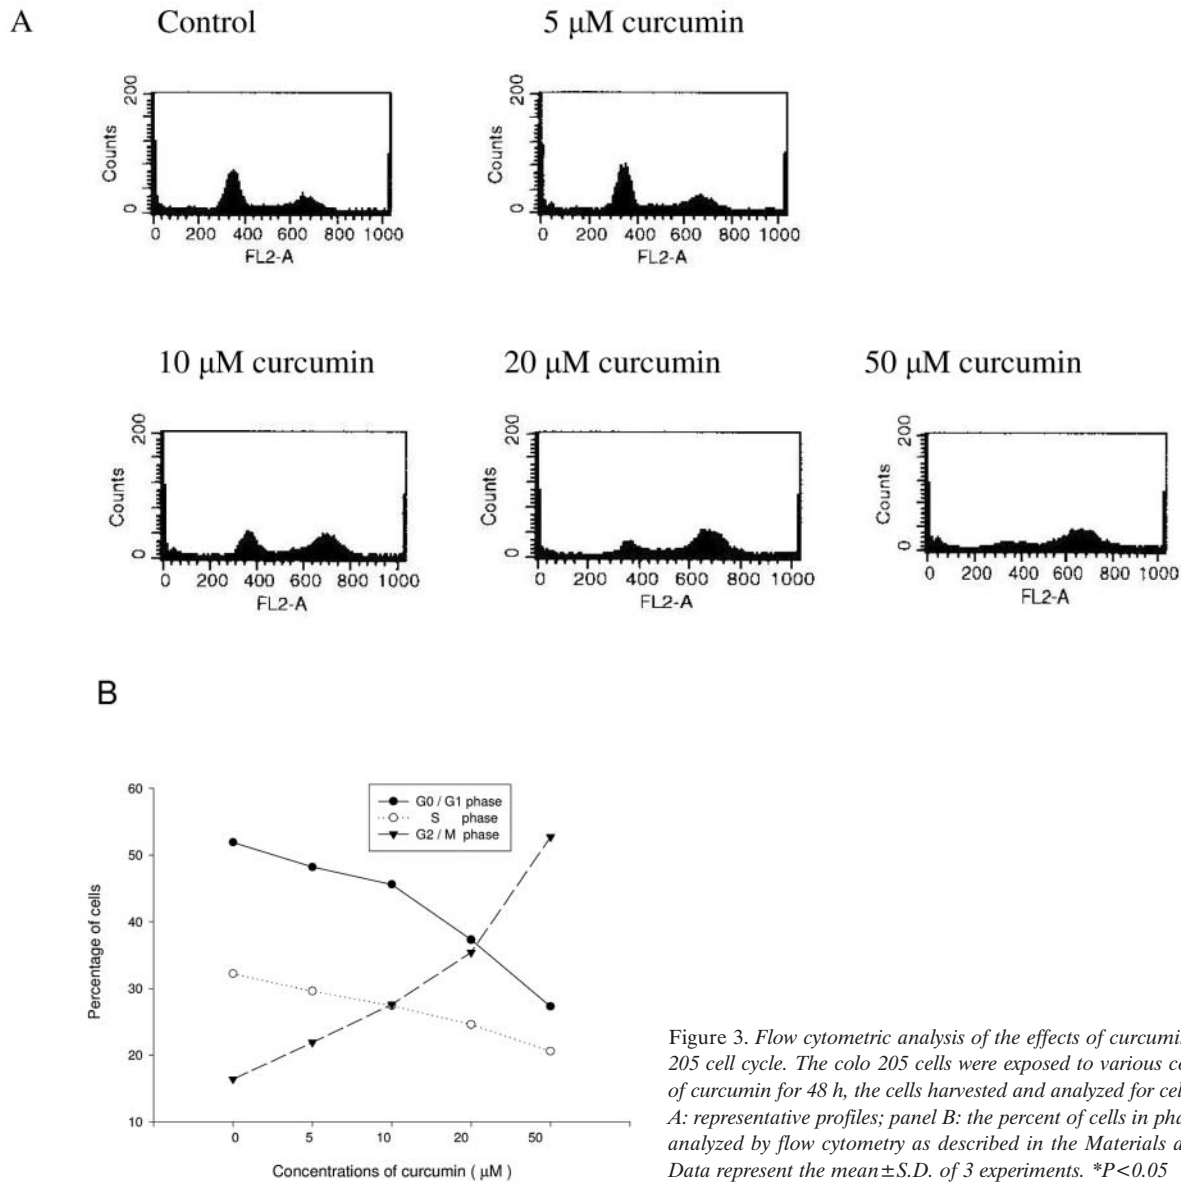 A
Control
5 μM curcumin
200
Counts
0
0 200 400 600 800 1000
FL2-A
200
Counts
0
0 200 400 600 800 1000
FL2-A
10 μM curcumin
20 μM curcumin
50 μM curcumin
200
Counts
0
0 200 400 600 800 1000
FL2-A
200
Counts
0
0 200 400 600 800 1000
FL2-A
200
Counts
0
0 200 400 600 800 1000
FL2-A
B
60
50
40
30
20
10
Percentage of cells
G0 / G1 phase
S phase
G2 / M phase
0 5 10 20 50
Concentrations of curcumin ( μM )
Figure 3. Flow cytometric analysis of the effects of curcumi
205 cell cycle. The colo 205 cells were exposed to various co
of curcumin for 48 h, the cells harvested and analyzed for cel
A: representative profiles; panel B: the percent of cells in pha
analyzed by flow cytometry as described in the Materials a
Data represent the mean±S.D. of 3 experiments. *P<0.05